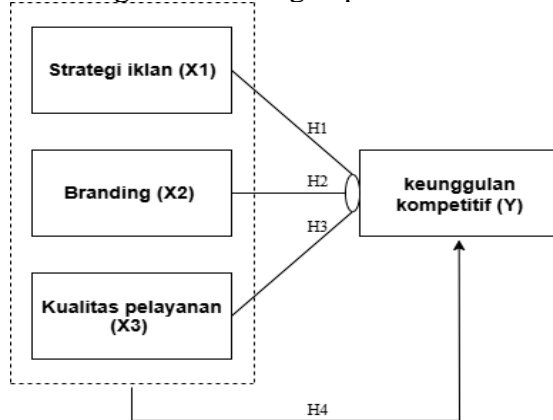 Strategi iklan (X1)
H1
Branding (X2)
H2
keunggulan
kompetitif (Y)
H3
Kualitas pelayanan
(X3)
H4